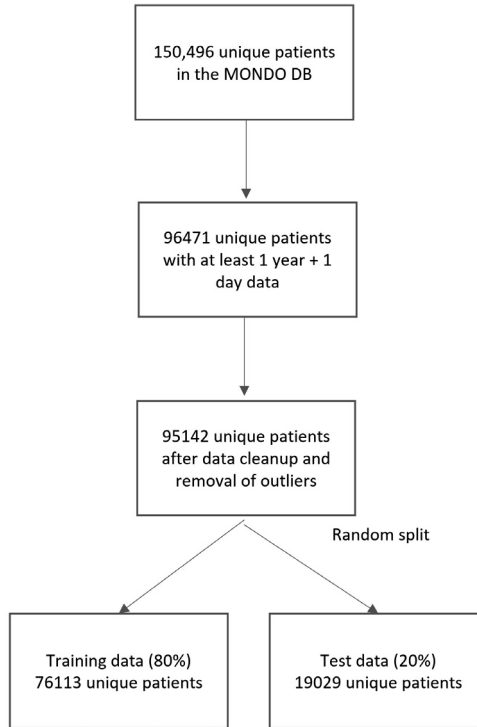 150,496 unique patients
in the MONDO DB
96471 unique patients
with at least 1 year + 1
day data
95142 unique patients
after data cleanup and
removal of outliers
Random split
Training data (80%)
76113 unique patients
Test data (20%)
19029 unique patients